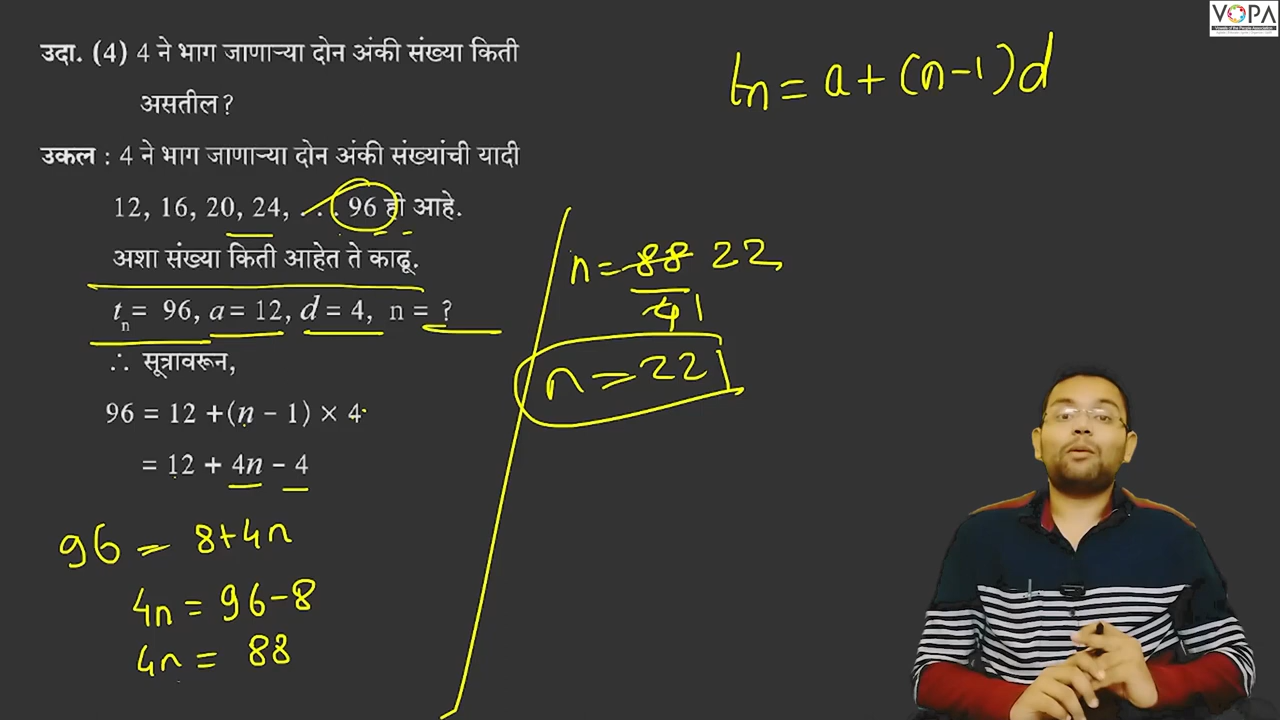 उदा. (4) 4 ने भाग जाणाऱ्या दोन अंकी संख्या किती
असतील ?
उकल : 4 ने भाग जाणाऱ्या दोन अंकी संख्यांची यादी
12, 16, 20, 24, . . . 96 ही आहे.
अशा संख्या किती आहेत ते काढू.
tn = 96, a = 12, d = 4, n = ?
∴ सूत्रावरून,
96 = 12 + (n - 1) × 4
= 12 + 4n - 4
96 = 8+4n
4n = 96-8
4n = 88
tn = a + (n-1)d
n = 88 22
4 1
n = 22
VOPA